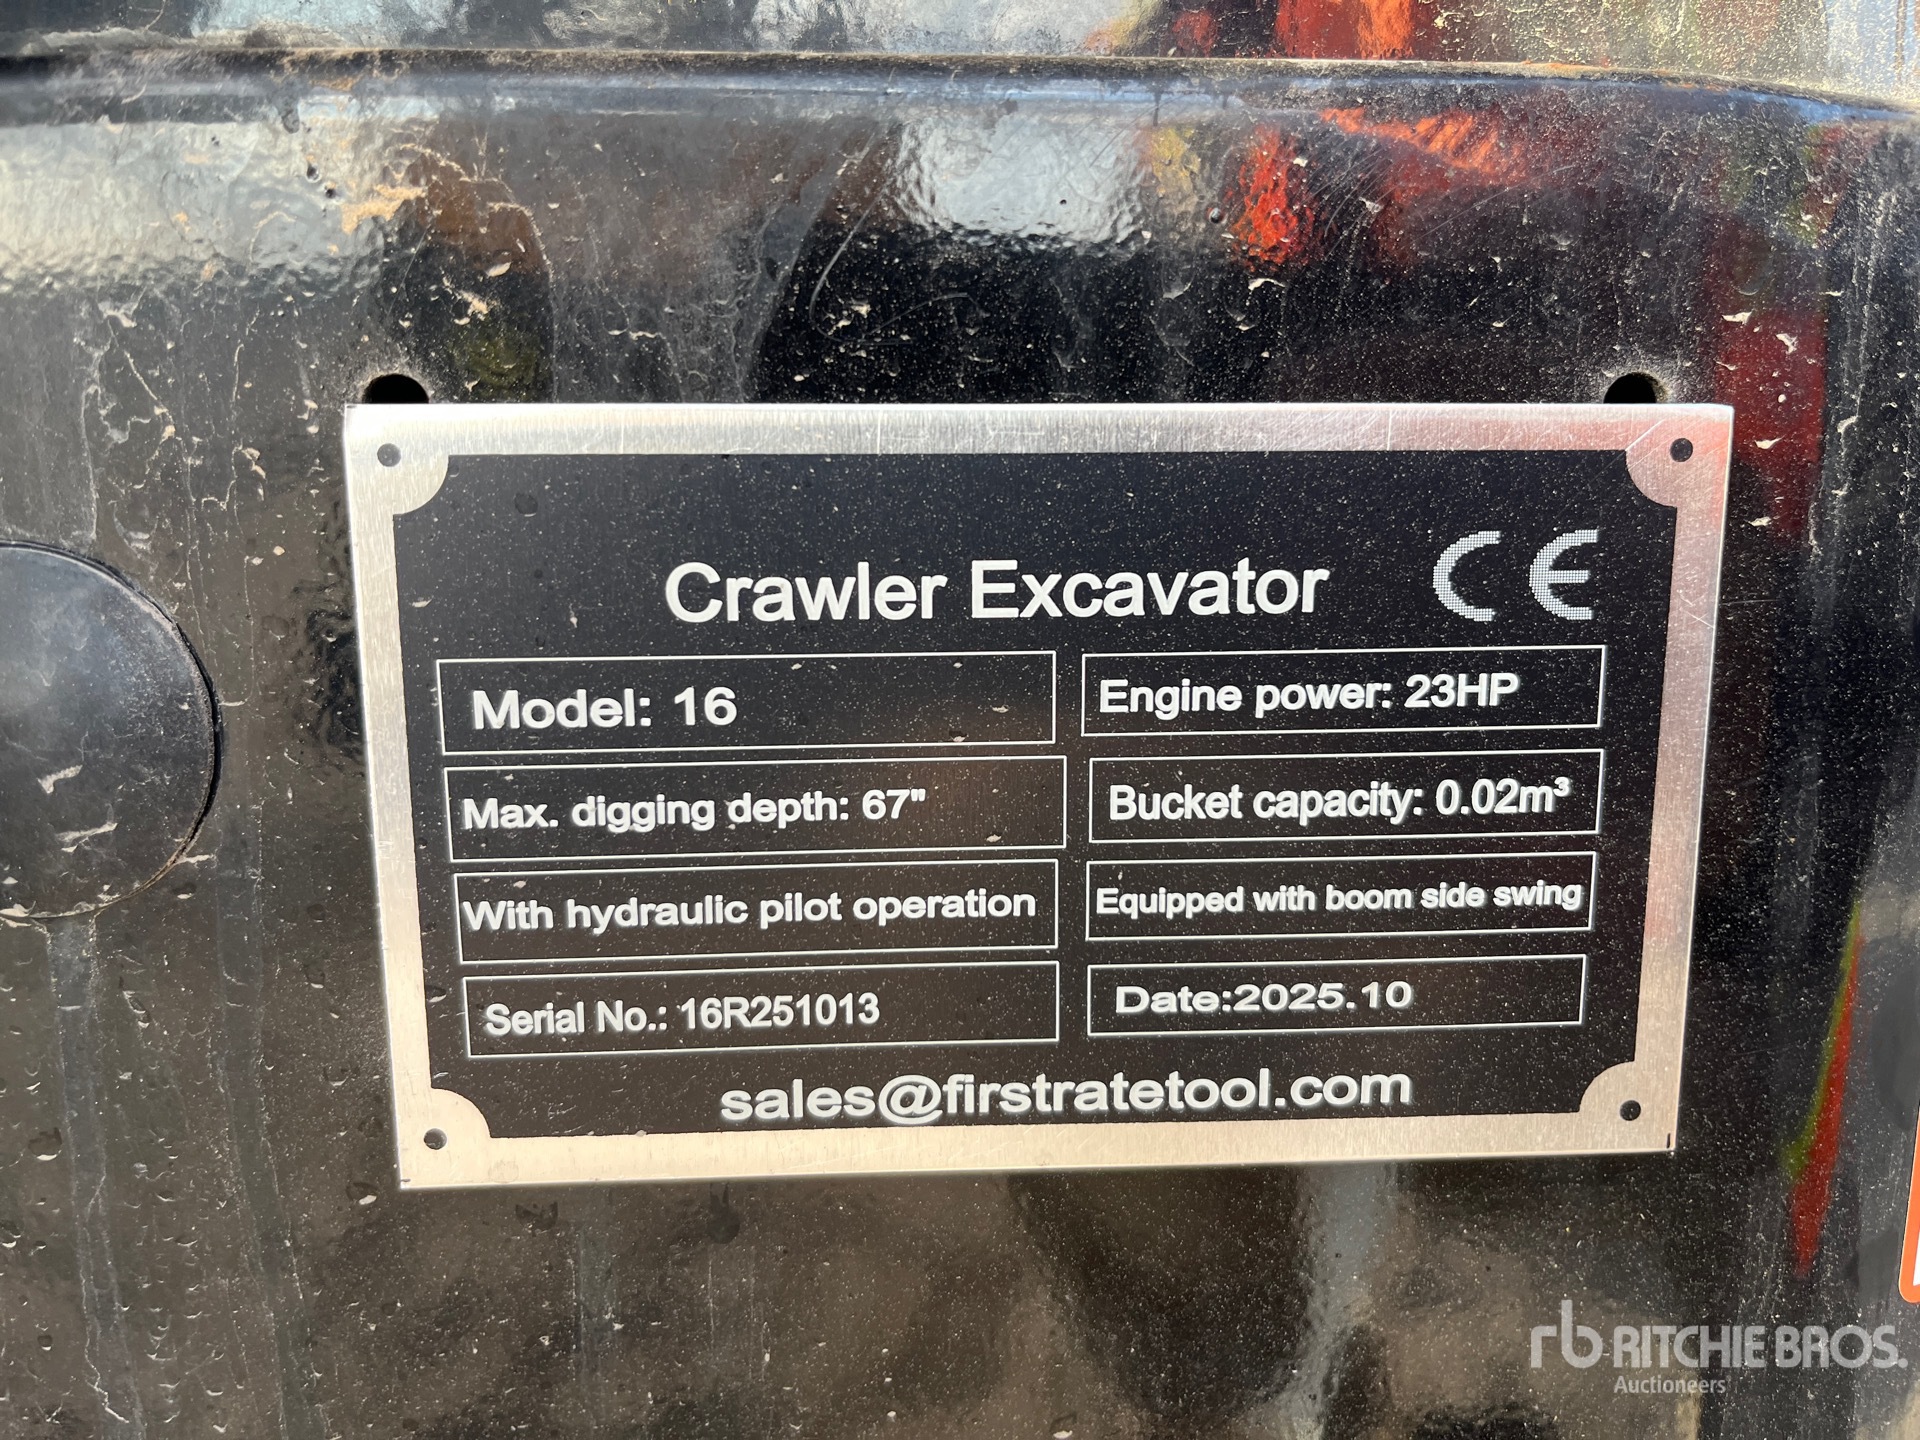 Crawler Excavator CE
Model: 16
Engine power: 23HP
Max. digging depth: 67"
Bucket capacity: 0.02m³
With hydraulic pilot operation
Equipped with boom side swing
Serial No.: 16R251013
Date:2025.10
sales@firstratetool.com
rb RITCHIE BROS.
Auctioneers